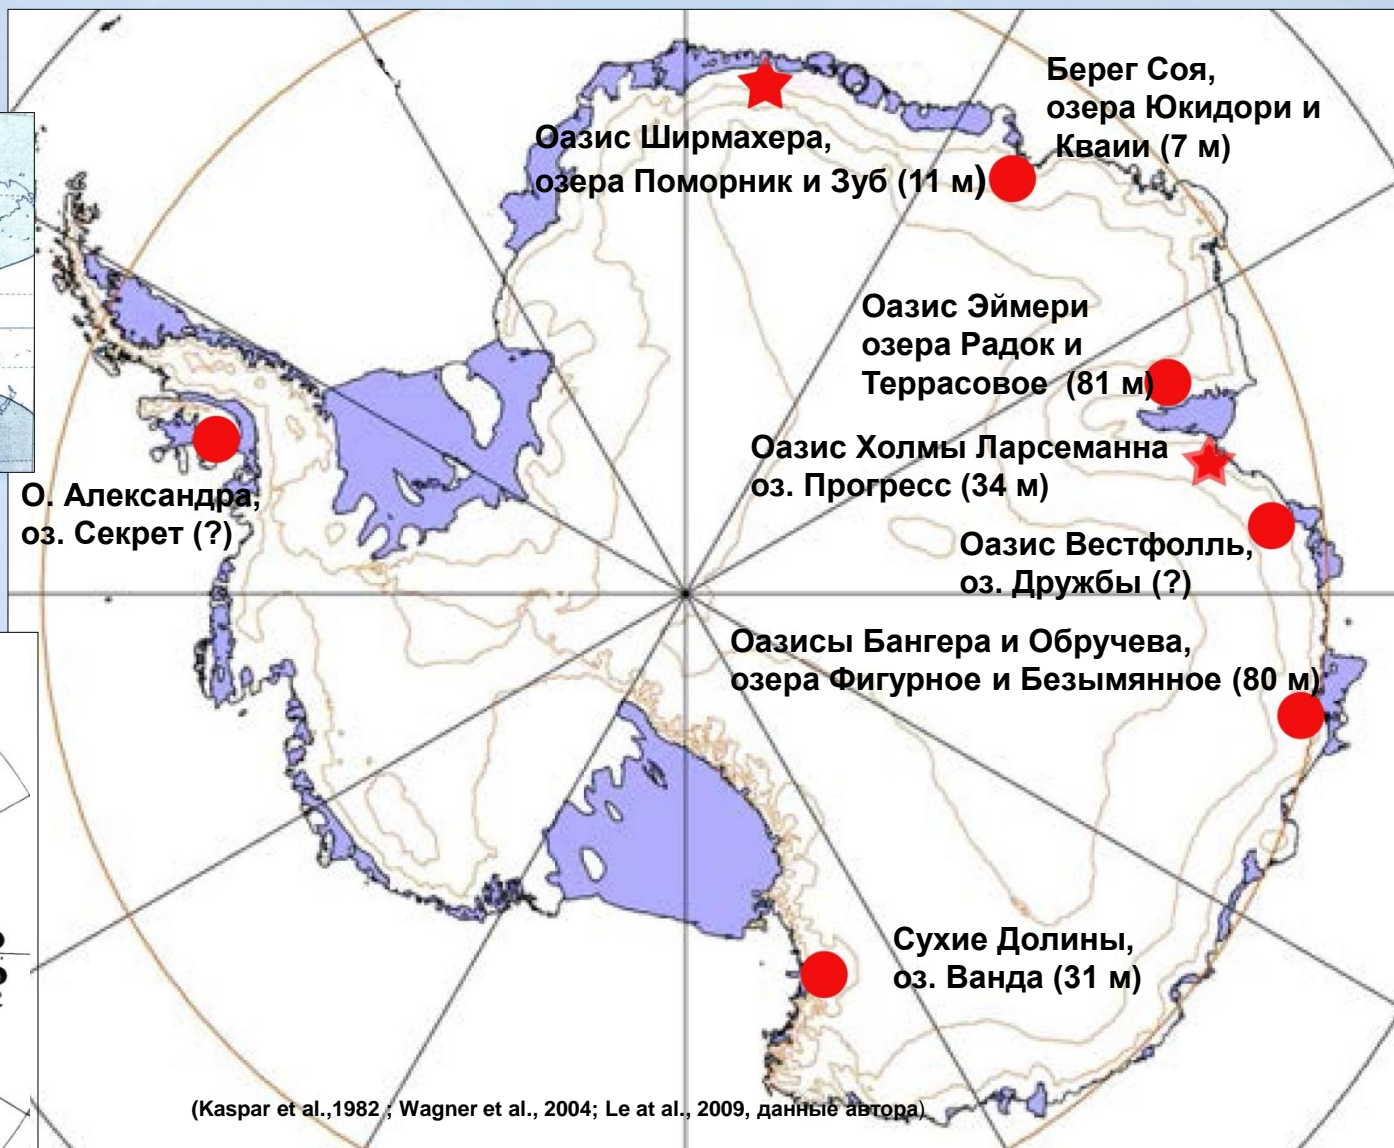 Берег Соя,
озера Юкидори и
Кваии (7 м)
Оазис Ширмахера,
озера Поморник и Зуб (11 м)
Оазис Эймери
озера Радок и
Террасовое (81 м)
Оазис Холмы Ларсеманна
оз. Прогресс (34 м)
О. Александра,
оз. Секрет (?)
Оазис Вестфолль,
оз. Дружбы (?)
Оазисы Бангера и Обручева,
озера Фигурное и Безымянное (80 м)
Сухие Долины,
оз. Ванда (31 м)
(Kaspar et al.,1982 ; Wagner et al., 2004; Le at al., 2009, данные автора)